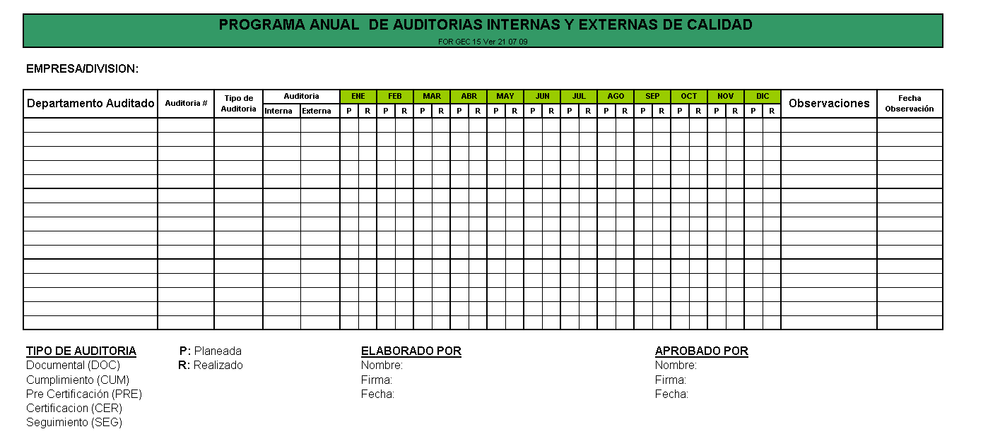 PROGRAMA ANUAL DE AUDITORIAS INTERNAS Y EXTERNAS DE CALIDAD
FOR GEC 15 Ver 21 07 09
EMPRESA/DIVISION:
Departamento Auditado Auditoria # Tipo de Auditoria Auditoria ENE FEB MAR ABR MAY JUN JUL AGO SEP OCT NOV DIC Observaciones Fecha Observación
Interna Externa P R P R P R P R P R P R P R P R P R P R P R P R
TIPO DE AUDITORIA P: Planeada ELABORADO POR APROBADO POR
Documental (DOC) R: Realizado Nombre: Nombre:
Cumplimiento (CUM) Firma: Firma:
Pre Certificación (PRE) Fecha: Fecha:
Certificacion (CER)
Seguimiento (SEG)